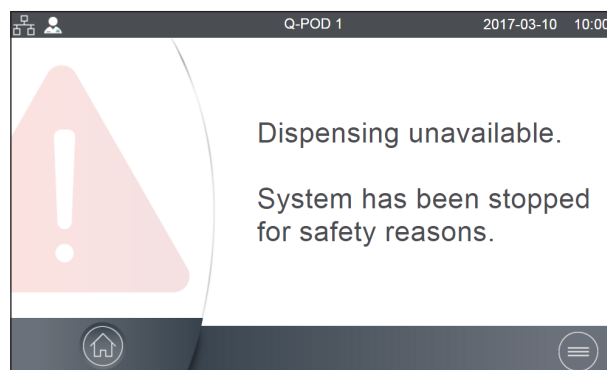 Q-POD 1 2017-03-10 10:00
Dispensing unavailable.
System has been stopped
for safety reasons.